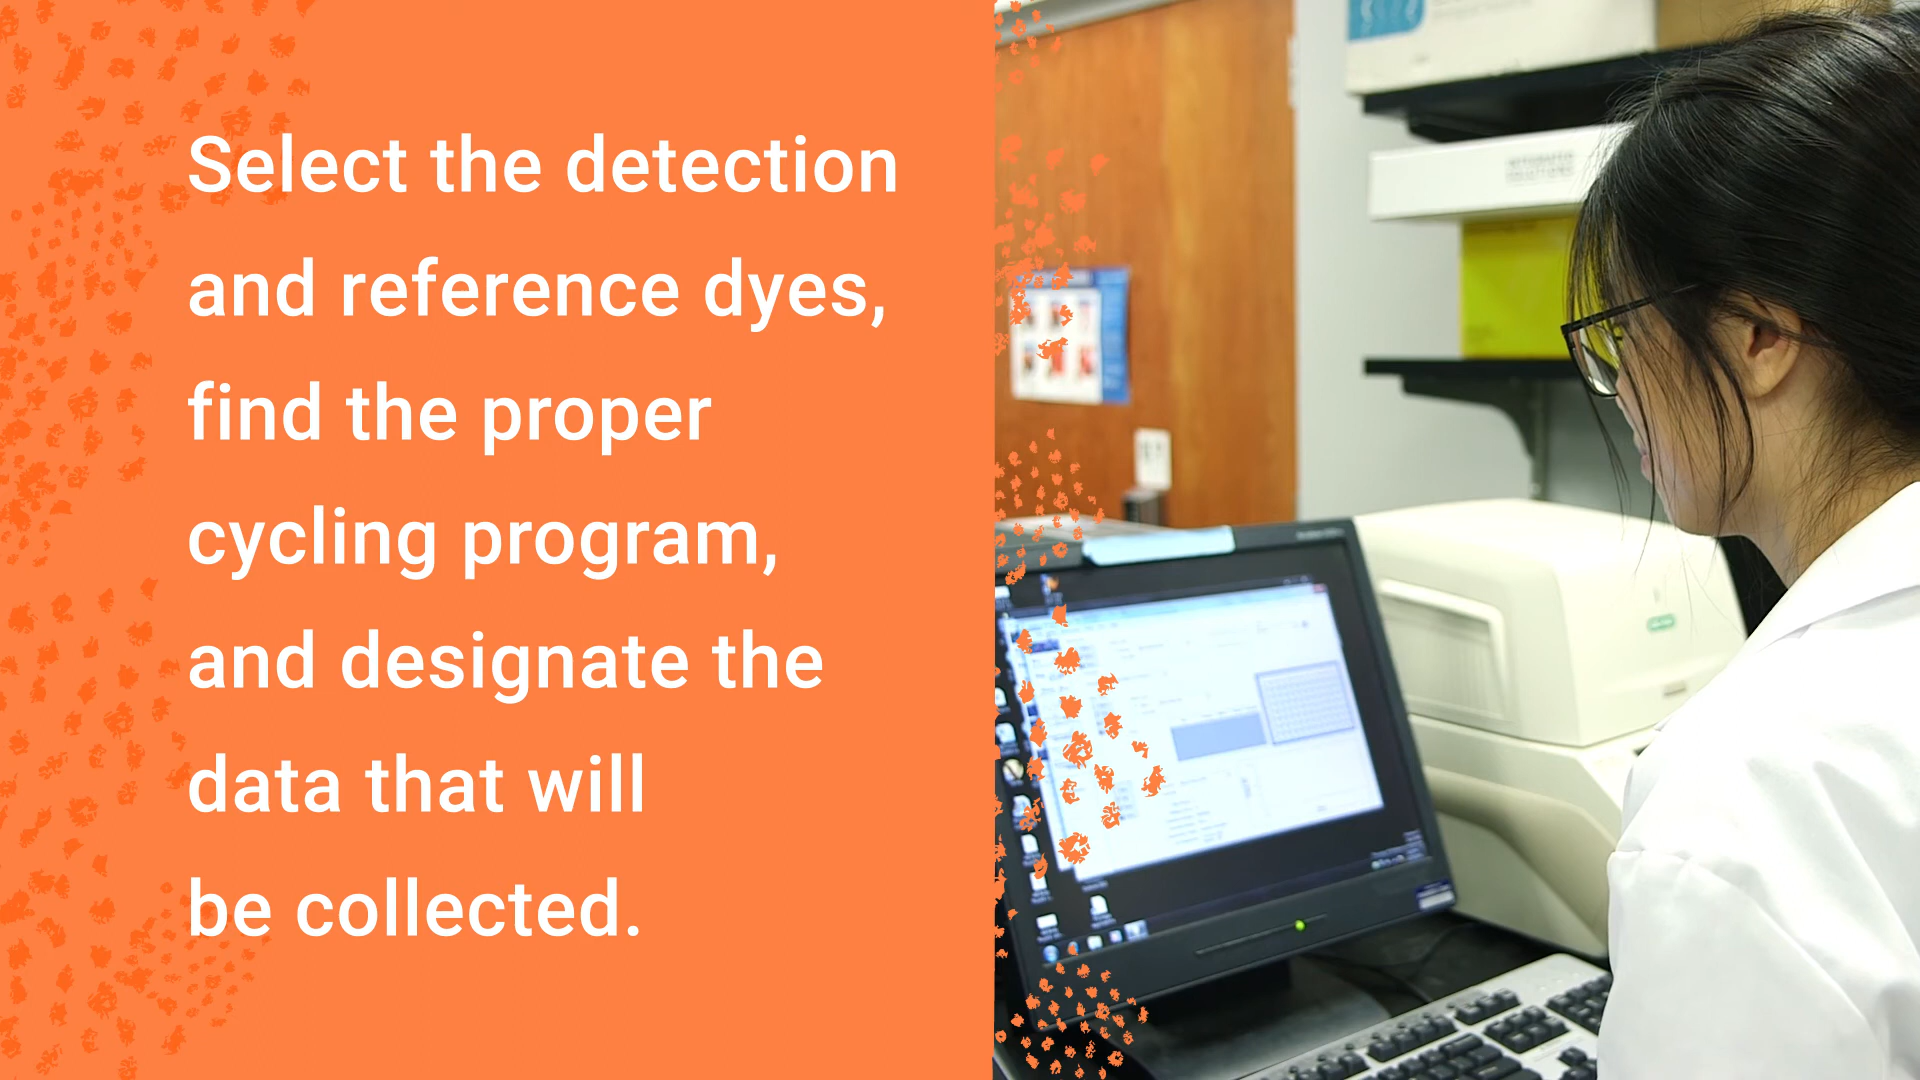 Select the detection
and reference dyes,
find the proper
cycling program,
and designate the
data that will
be collected.